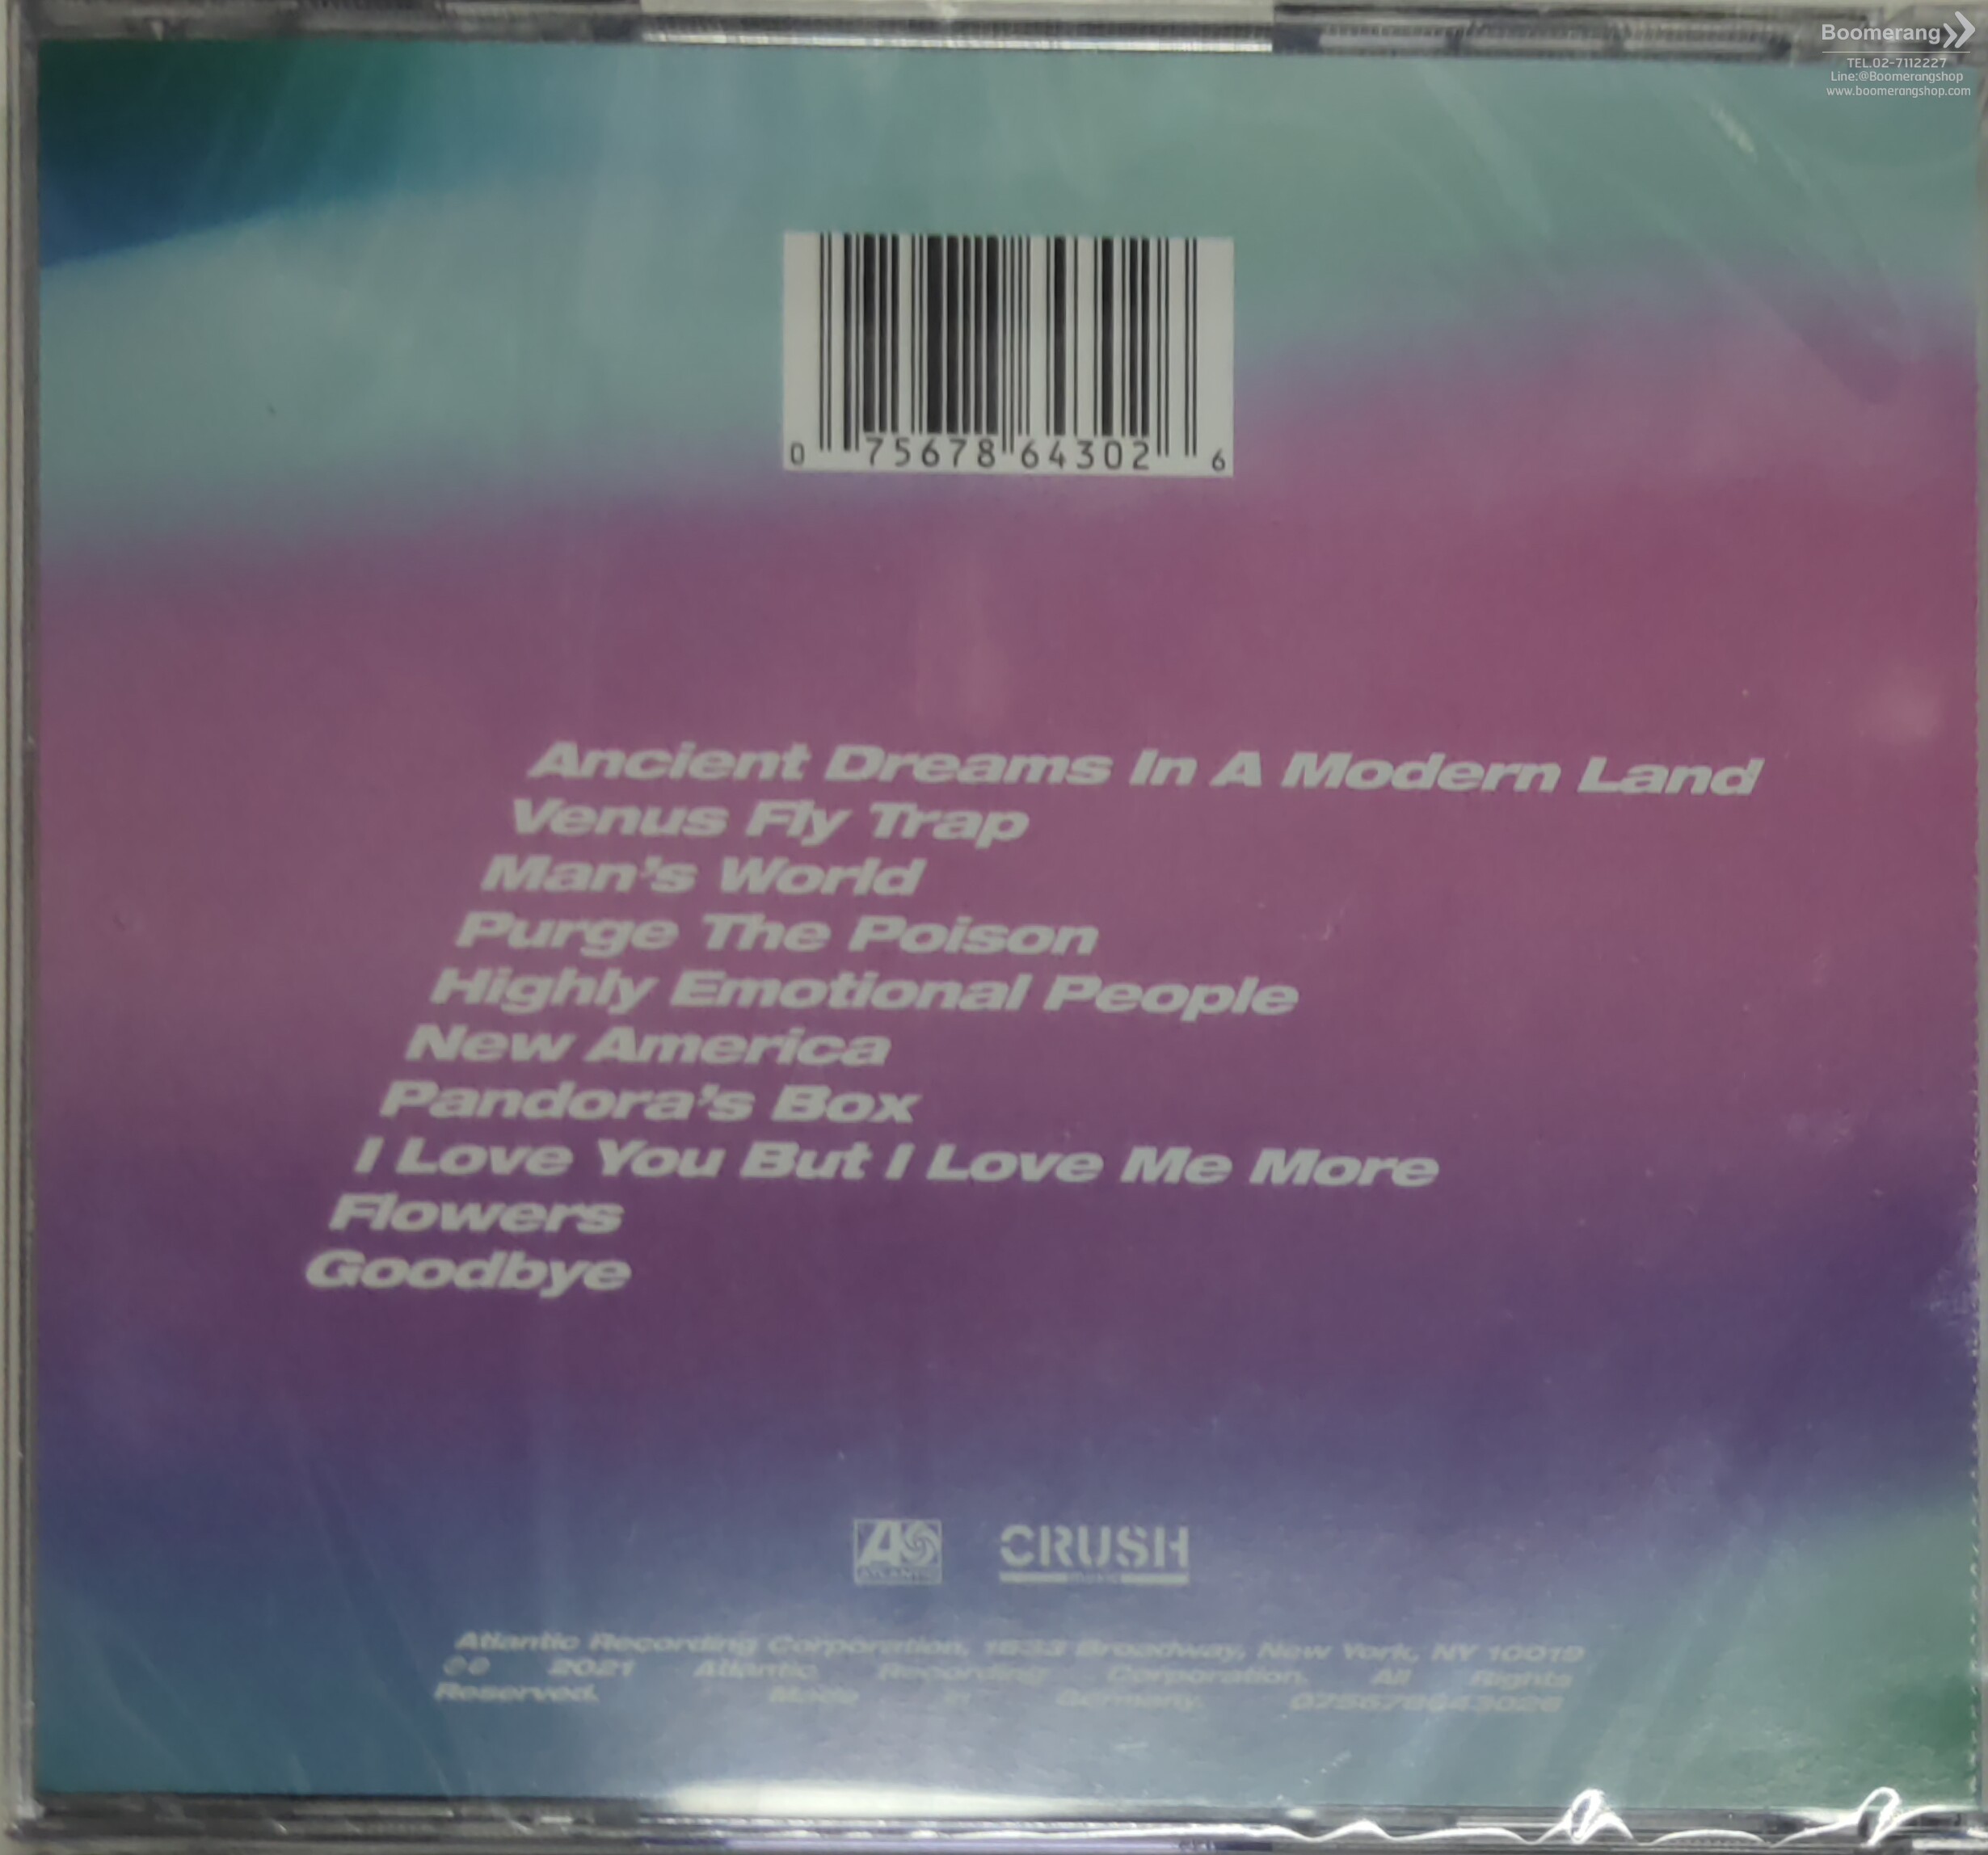 Boomerang
TEL.02-7112227
Line:@Boomerangshop
www.boomerangshop.com
0 75678 64302 6
Ancient Dreams In A Modern Land
Venus Fly Trap
Man's World
Purge The Poison
Highly Emotional People
New America
Pandora's Box
I Love You But I Love Me More
Flowers
Goodbye
ATLANTIC CRUSH
Atlantic Recording Corporation, 1633 Broadway, New York, NY 10019
2021 Atlantic Recording Corporation. All Rights
Reserved. Made in Germany. 075678643026